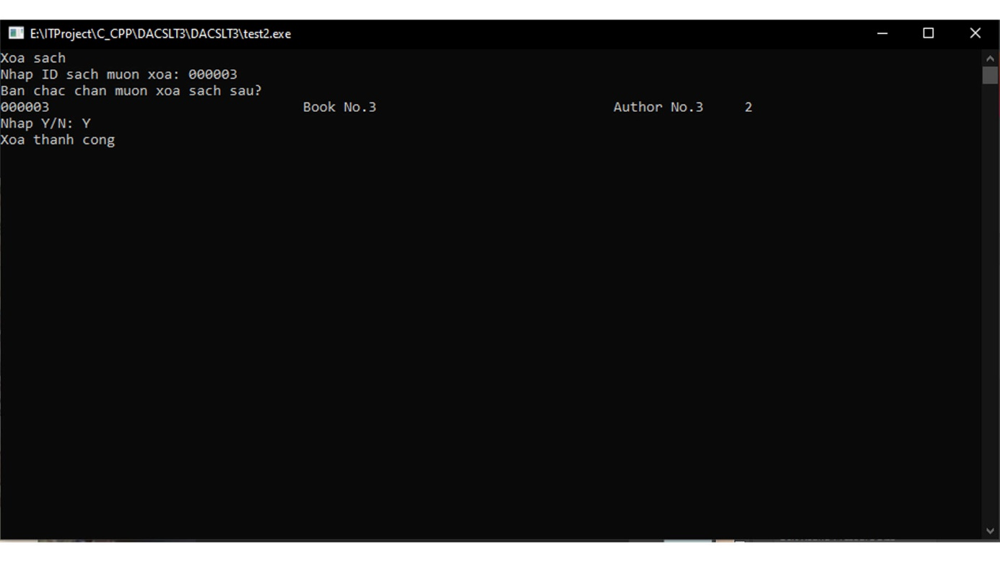 E:\ITProject\C_CPP\DACSLT3\DACSLT3\test2.exe
Xoa sach
Nhap ID sach muon xoa: 000003
Ban chac chan muon xoa sach sau?
000003 Book No.3 Author No.3 2
Nhap Y/N: Y
Xoa thanh cong